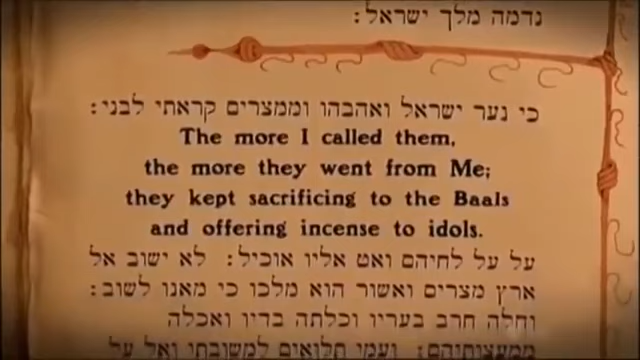 נדמה מלך ישראל:
כי נער ישראל ואהבהו וממצרים קראתי לבני:
The more I called them,
the more they went from Me;
they kept sacrificing to the Baals
and offering incense to idols.
על על לחיהם ואט אליו אוכיל: לא ישוב אל
ארץ מצרים ואשור הוא מלכו כי מאנו לשוב:
וחלה חרב בעריו וכלתה בדיו ואכלה
ממעצותיהם: ועמי תלואים למשובתי ואל על